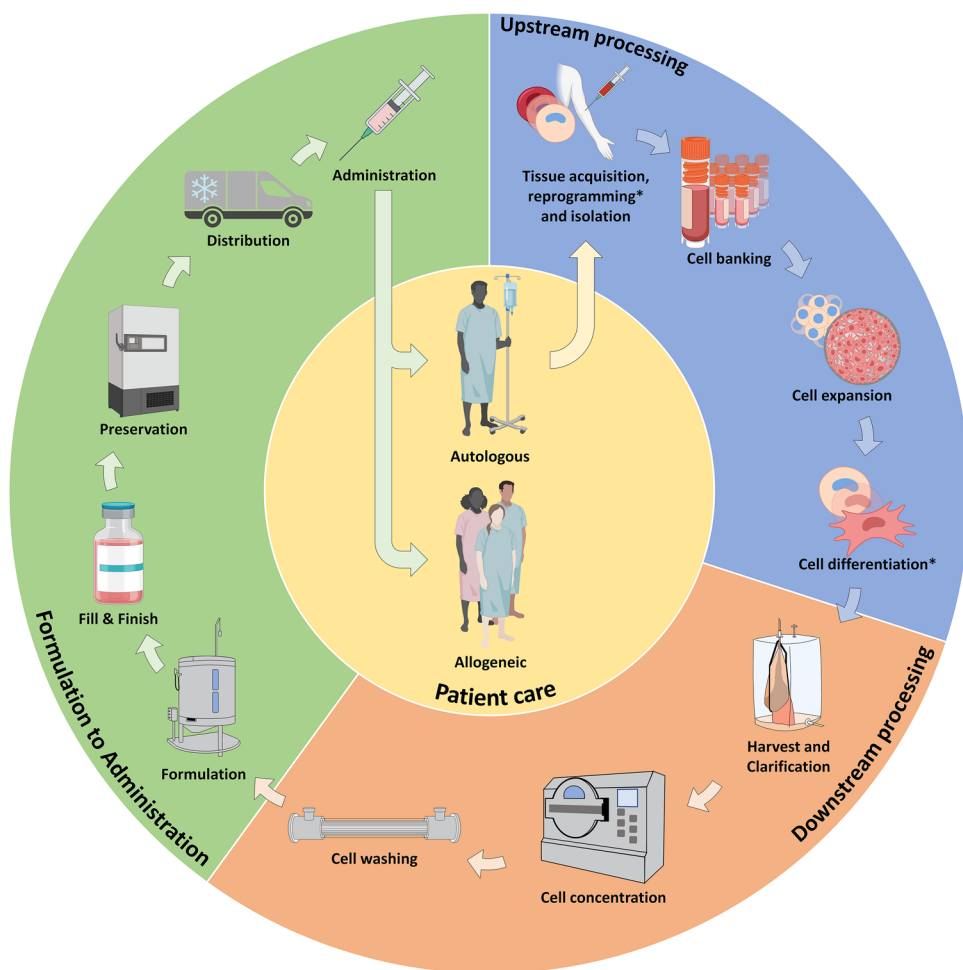 Upstream processing
Tissue acquisition,
reprogramming*
and isolation
Cell banking
Cell expansion
Cell differentiation*
Downstream processing
Harvest and
Clarification
Cell concentration
Cell washing
Formulation to Administration
Formulation
Fill & Finish
Preservation
Distribution
Administration
Autologous
Allogeneic
Patient care